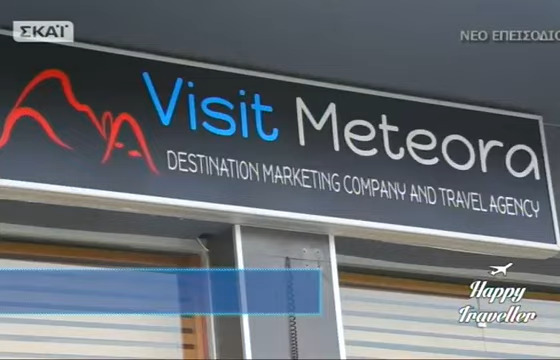 ΣΚΑΪ
ΝΕΟ ΕΠΕΙΣΟΔΙΟ
Visit Meteora
DESTINATION MARKETING COMPANY AND TRAVEL AGENCY
Happy
Traveller